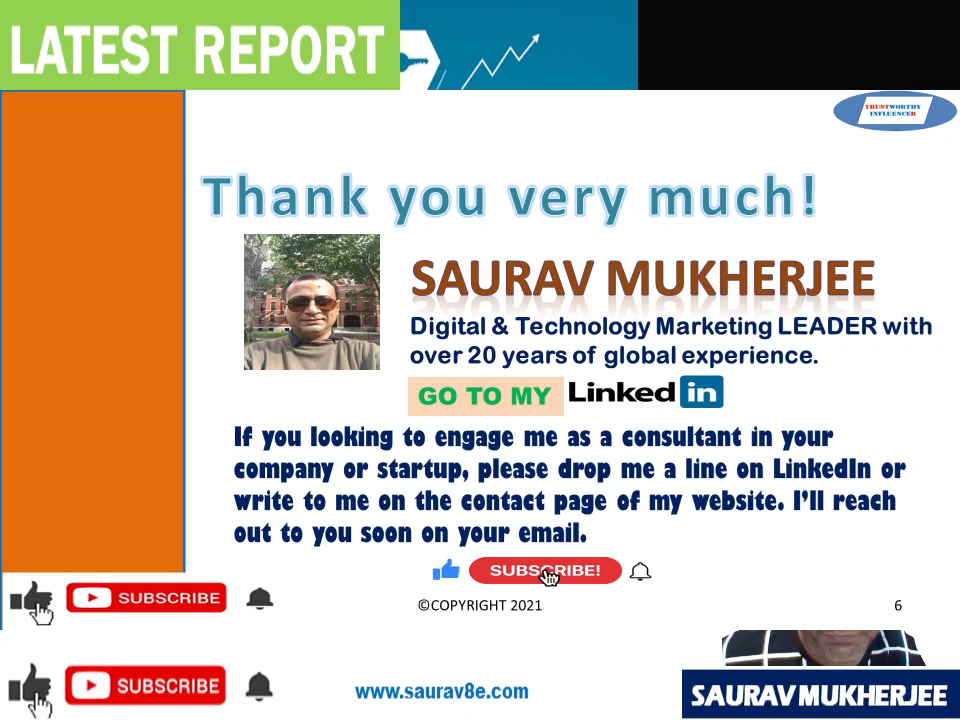 LATEST REPORT
TRUSTWORTHY
INFLUENCER
Thank you very much!
SAURAV MUKHERJEE
Digital & Technology Marketing LEADER with
over 20 years of global experience.
GO TO MY Linked in
If you looking to engage me as a consultant in your
company or startup, please drop me a line on LinkedIn or
write to me on the contact page of my website. I'll reach
out to you soon on your email.
SUBSCRIBE!
SUBSCRIBE
©COPYRIGHT 2021
6
SUBSCRIBE
www.saurav8e.com
SAURAV MUKHERJEE